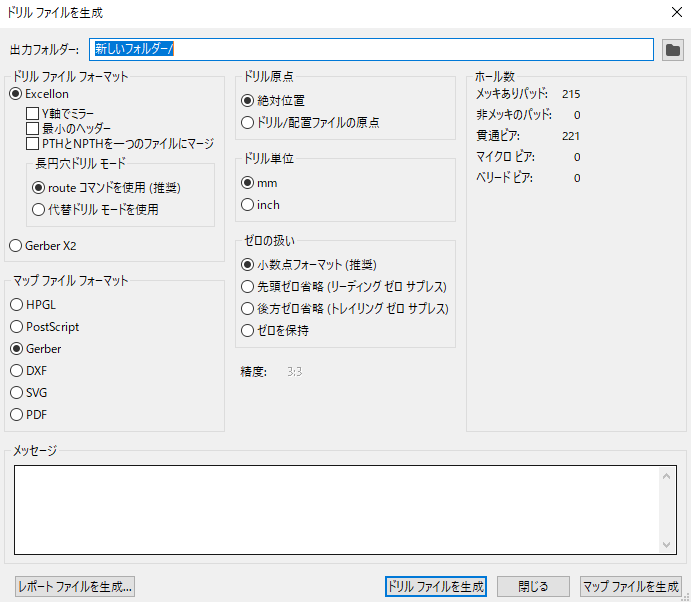 ドリル ファイルを生成
出力フォルダー: 新しいフォルダー/
ドリル ファイル フォーマット
Excellon
Y軸でミラー
最小のヘッダー
PTHとNPTHを一つのファイルにマージ
長円穴ドリル モード
route コマンドを使用 (推奨)
代替ドリル モードを使用
Gerber X2
マップ ファイル フォーマット
HPGL
PostScript
Gerber
DXF
SVG
PDF
ドリル原点
絶対位置
ドリル/配置ファイルの原点
ドリル単位
mm
inch
ゼロの扱い
小数点フォーマット (推奨)
先頭ゼロ省略 (リーディング ゼロ サプレス)
後方ゼロ省略 (トレイリング ゼロ サプレス)
ゼロを保持
精度: 3:3
ホール数
メッキありパッド: 215
非メッキのパッド: 0
貫通ビア: 221
マイクロ ビア: 0
ベリード ビア: 0
メッセージ
レポート ファイルを生成...
ドリル ファイルを生成
閉じる
マップ ファイルを生成